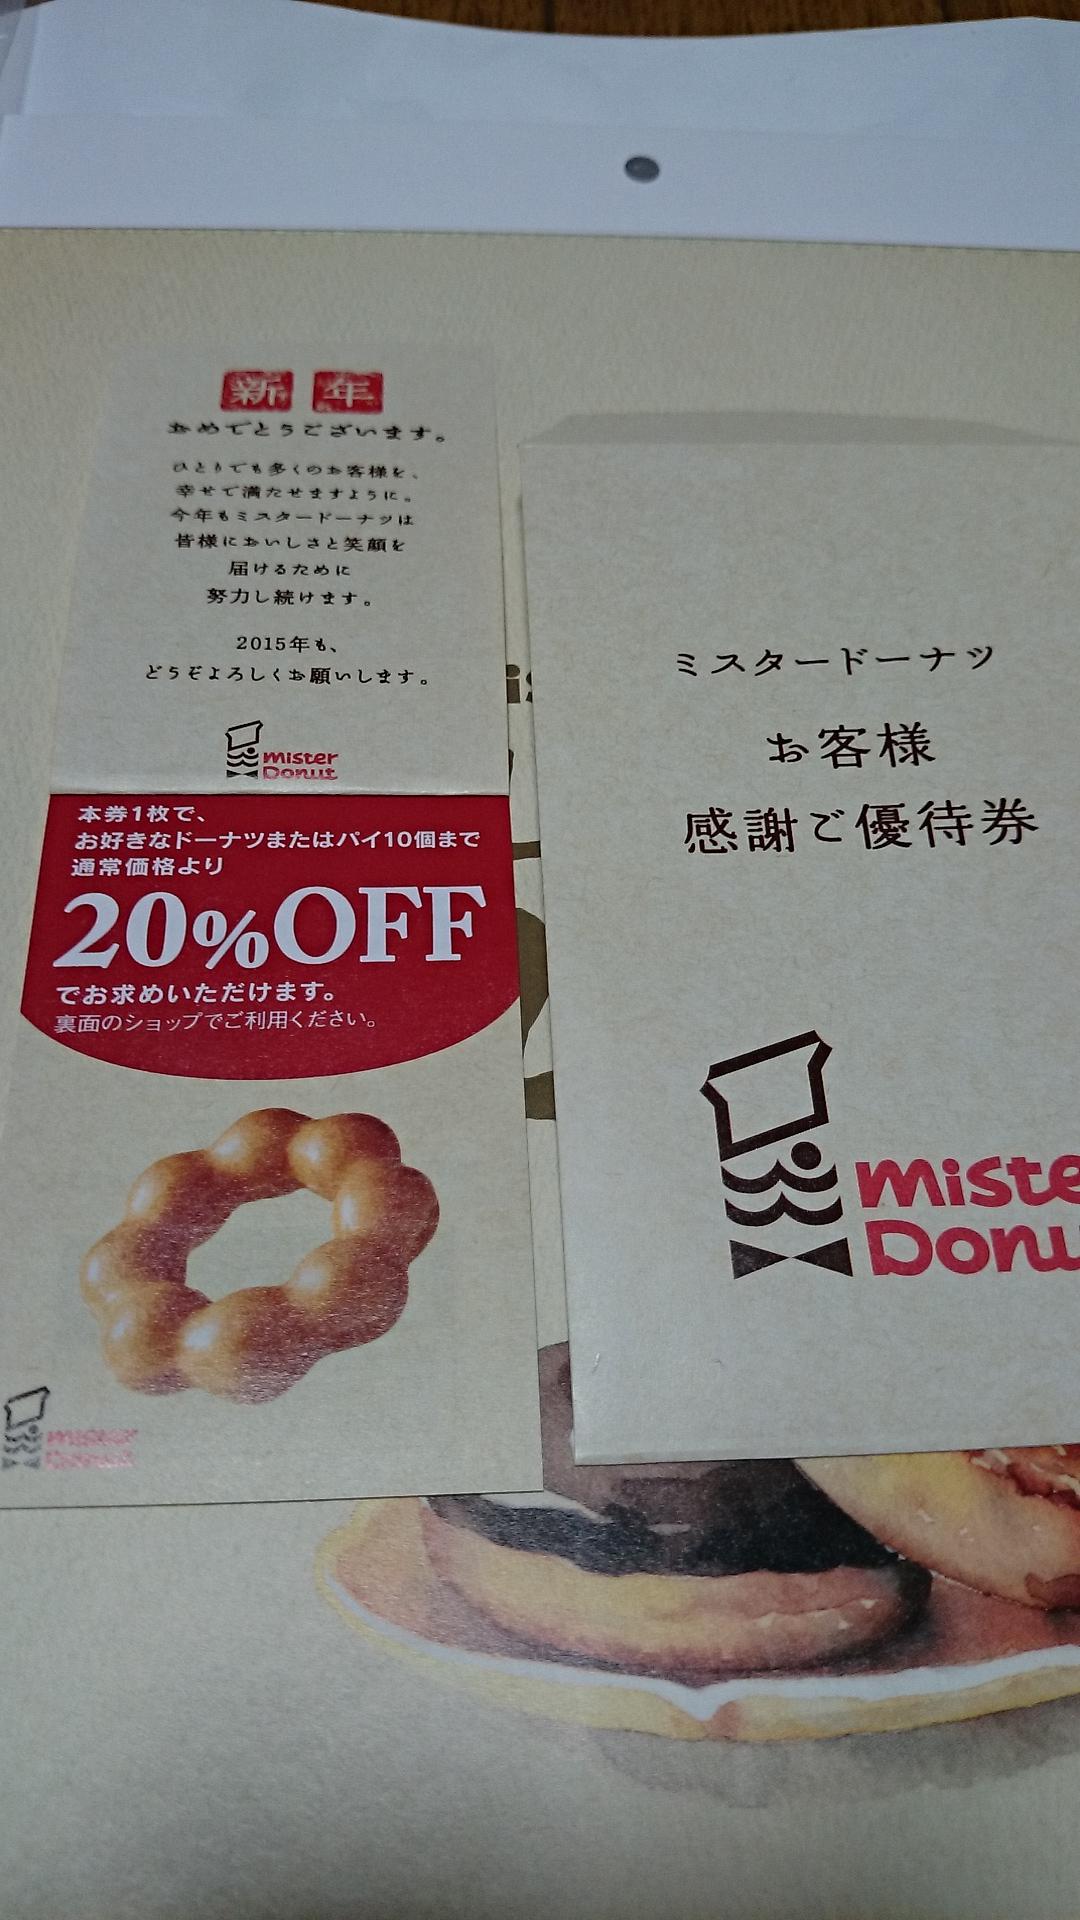 新年
おめでとうございます。
ひとりでも多くのお客様を、
幸せで満たせますように。
今年もミスタードーナツは
皆様においしさと笑顔を
届けるために
努力し続けます。
2015年も、
どうぞよろしくお願いします。
mister
Donut
本券1枚で、
お好きなドーナツまたはパイ10個まで
通常価格より
20%OFF
でお求めいただけます。
裏面のショップでご利用ください。
mister
Donut
ミスタードーナツ
お客様
感謝ご優待券
miste
Donu